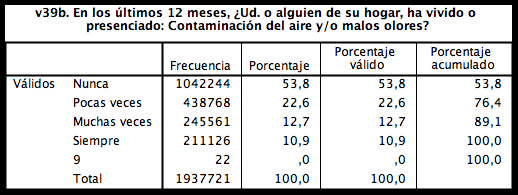 v39b. En los últimos 12 meses, ¿Ud. o alguien de su hogar, ha vivido o
presenciado: Contaminación del aire y/o malos olores?
Frecuencia Porcentaje Porcentaje válido Porcentaje acumulado
Válidos Nunca 1042244 53,8 53,8 53,8
Pocas veces 438768 22,6 22,6 76,4
Muchas veces 245561 12,7 12,7 89,1
Siempre 211126 10,9 10,9 100,0
9 22 ,0 ,0 100,0
Total 1937721 100,0 100,0